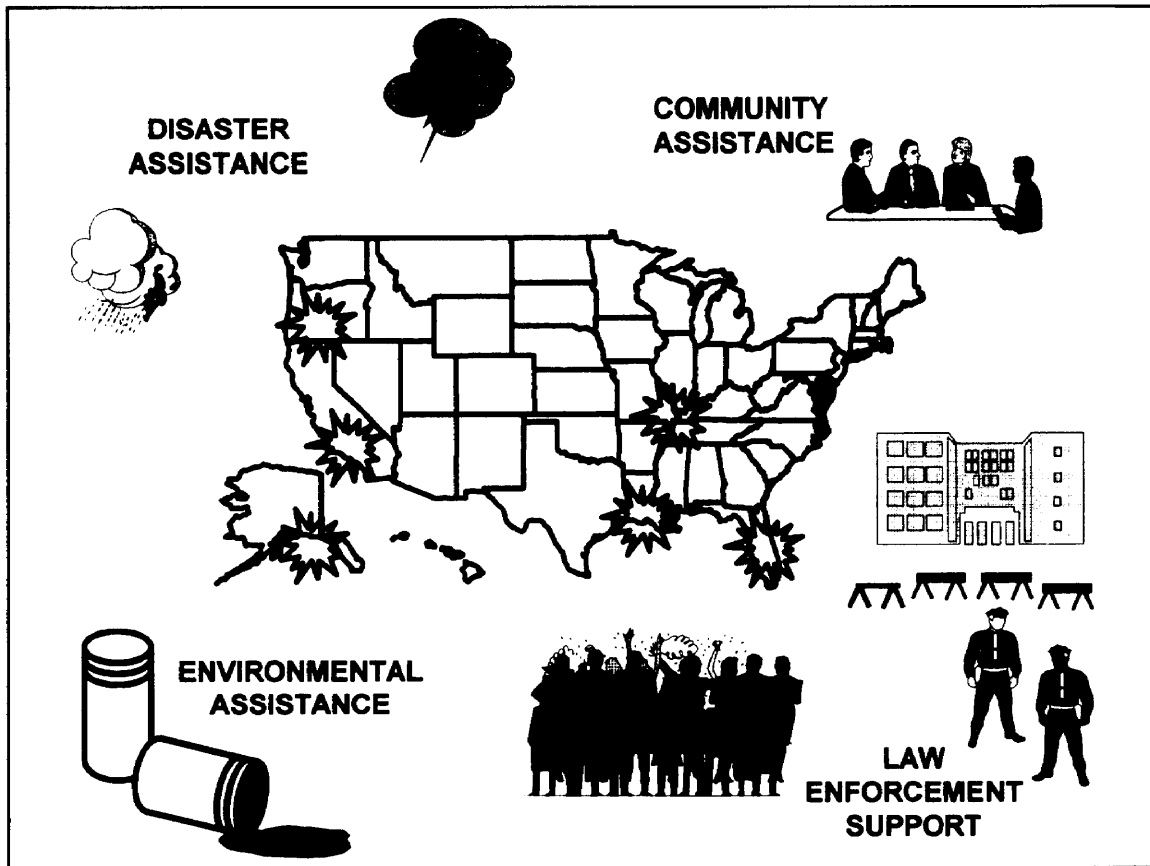 DISASTER
ASSISTANCE
COMMUNITY
ASSISTANCE
ENVIRONMENTAL
ASSISTANCE
LAW
ENFORCEMENT
SUPPORT